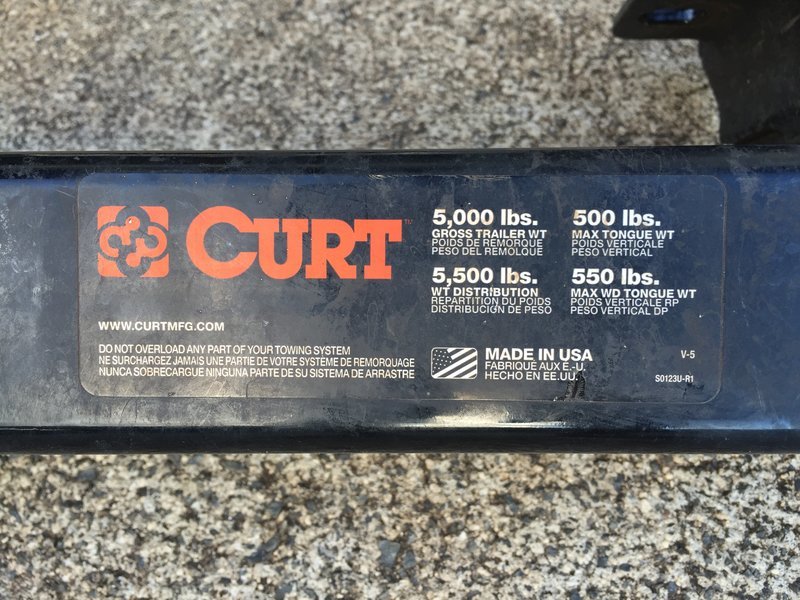 CURT™
WWW.CURTMFG.COM
DO NOT OVERLOAD ANY PART OF YOUR TOWING SYSTEM
NE SURCHARGEZ JAMAIS UNE PARTIE DE VOTRE SYSTEME DE REMORQUAGE
NUNCA SOBRECARGUE NINGUNA PARTE DE SU SISTEMA DE ARRASTRE
5,000 lbs.
GROSS TRAILER WT
POIDS DE REMORQUE
PESO DEL REMOLQUE
500 lbs.
MAX TONGUE WT
POIDS VERTICALE
PESO VERTICAL
5,500 lbs.
WT DISTRIBUTION
REPARTITION DU POIDS
DISTRIBUCIÓN DE PESO
550 lbs.
MAX WD TONGUE WT
POIDS VERTICALE RP
PESO VERTICAL DP
MADE IN USA
FABRIQUÉ AUX E.-U.
HECHO EN EE.UU.
V-5
S0123U-R1